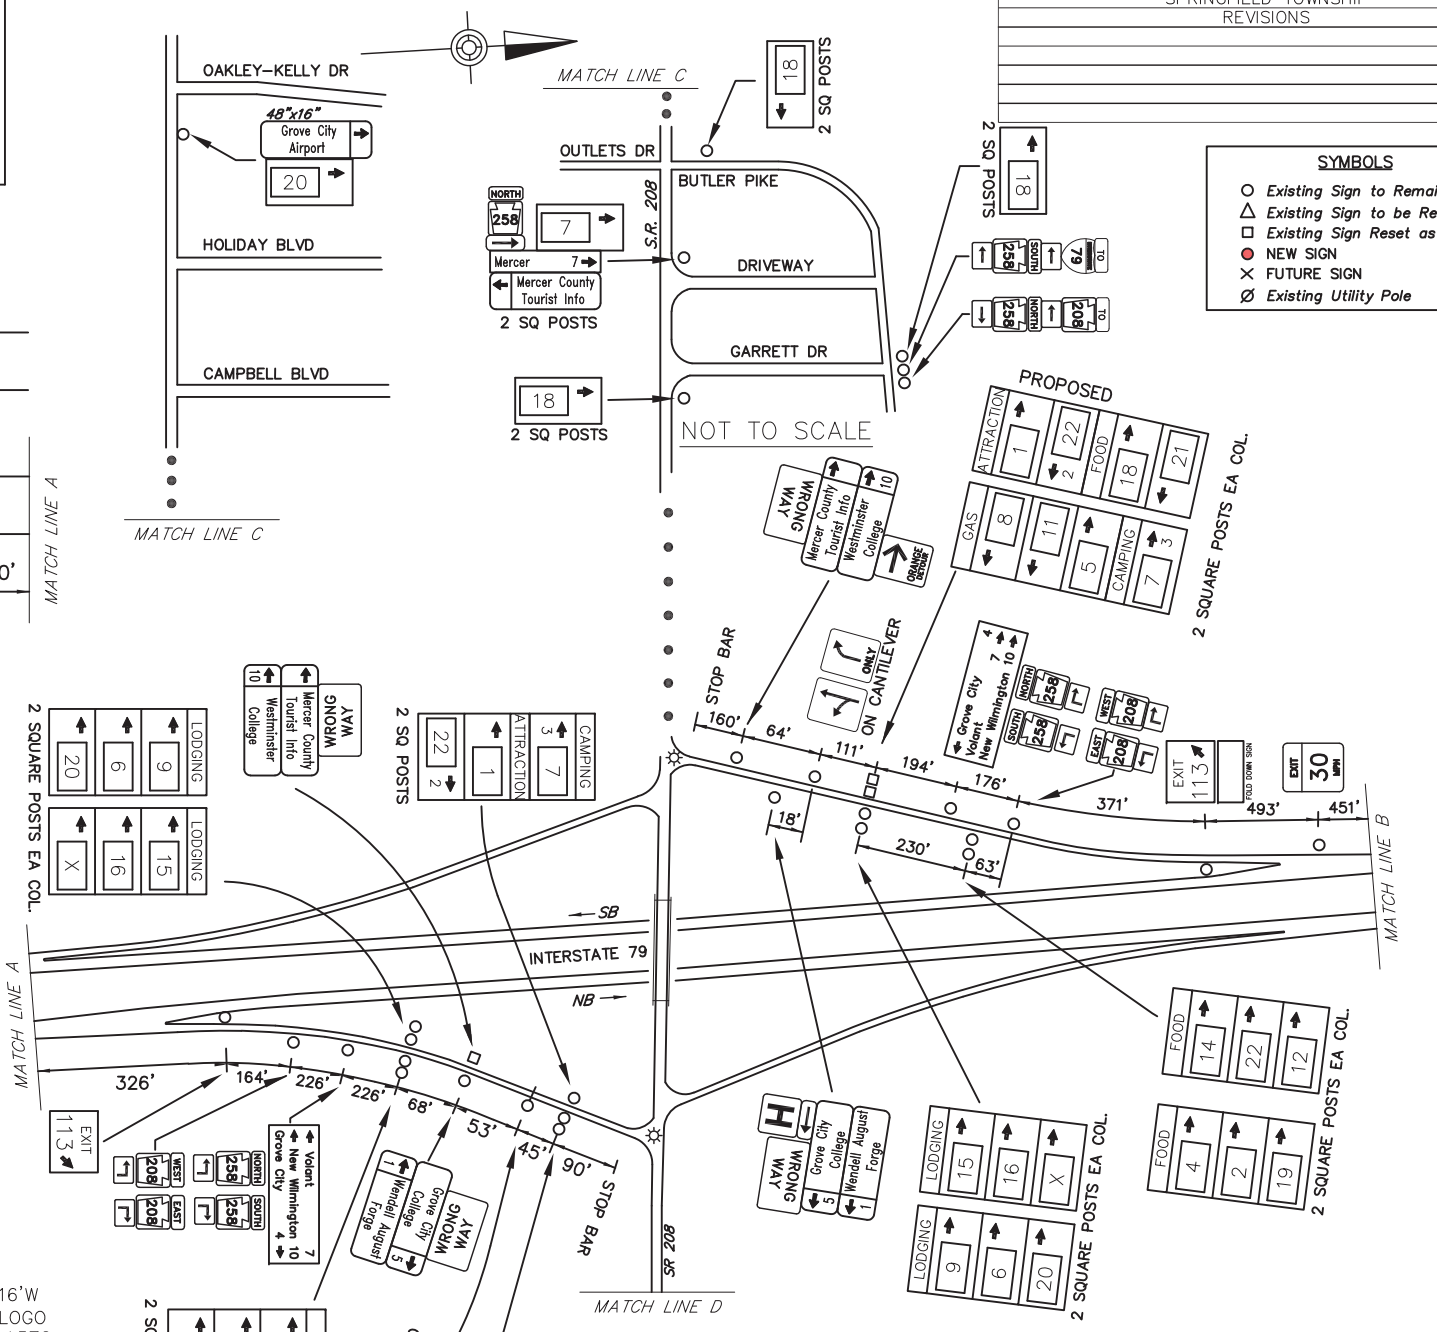 SPRINGFIELD TOWNSHIP
REVISIONS
SYMBOLS
Existing Sign to Remai
Existing Sign to be Re
Existing Sign Reset as
NEW SIGN
FUTURE SIGN
Existing Utility Pole
OAKLEY-KELLY DR
48"x16"
Grove City
Airport
20
HOLIDAY BLVD
CAMPBELL BLVD
MATCH LINE C
MATCH LINE A
0'
MATCH LINE C
18
2 SQ POSTS
OUTLETS DR
BUTLER PIKE
S.R. 208
NORTH
258
7
Mercer 7
Mercer County
Tourist Info
2 SQ POSTS
DRIVEWAY
GARRETT DR
18
2 SQ POSTS
2 SQ POSTS
18
TO
79
SOUTH
258
TO
208
NORTH
258
NOT TO SCALE
PROPOSED
ATTRACTION
1
22
2
FOOD
18
21
GAS
8
11
5
CAMPING
7
3
2 SQUARE POSTS EA COL.
WRONG
WAY
Mercer County
Tourist Info
Westminster
College
10
ORANGE
DETOUR
STOP BAR
ONLY
ON CANTILEVER
Grove City 4
Volant 7
New Wilmington 10
NORTH
258
SOUTH
258
WEST
208
EAST
208
EXIT
113
FOLD DOWN SIGN
EXIT
30
MPH
160'
64'
111'
194'
176'
371'
493'
451'
18'
230'
63'
MATCH LINE B
2 SQUARE POSTS EA COL.
LODGING
9
6
20
LODGING
15
16
X
WRONG
WAY
Mercer County
Tourist Info
Westminster
College
10
2 SQ POSTS
CAMPING
7
3
ATTRACTION
1
22
2
SB
INTERSTATE 79
NB
MATCH LINE A
326'
164'
226'
226'
68'
53'
45'
90'
STOP BAR
EXIT
113
WEST
208
EAST
208
NORTH
258
SOUTH
258
Volant 7
New Wilmington 10
Grove City 4
WRONG
WAY
Grove City
College
5
Wendell August
Forge
1
SR 208
MATCH LINE D
H
WRONG
WAY
Grove City
College
5
Wendell August
Forge
1
LODGING
15
16
X
LODGING
9
6
20
2 SQUARE POSTS EA COL.
FOOD
14
22
12
FOOD
4
2
19
2 SQUARE POSTS EA COL.
16'W
LOGO
2 SQ